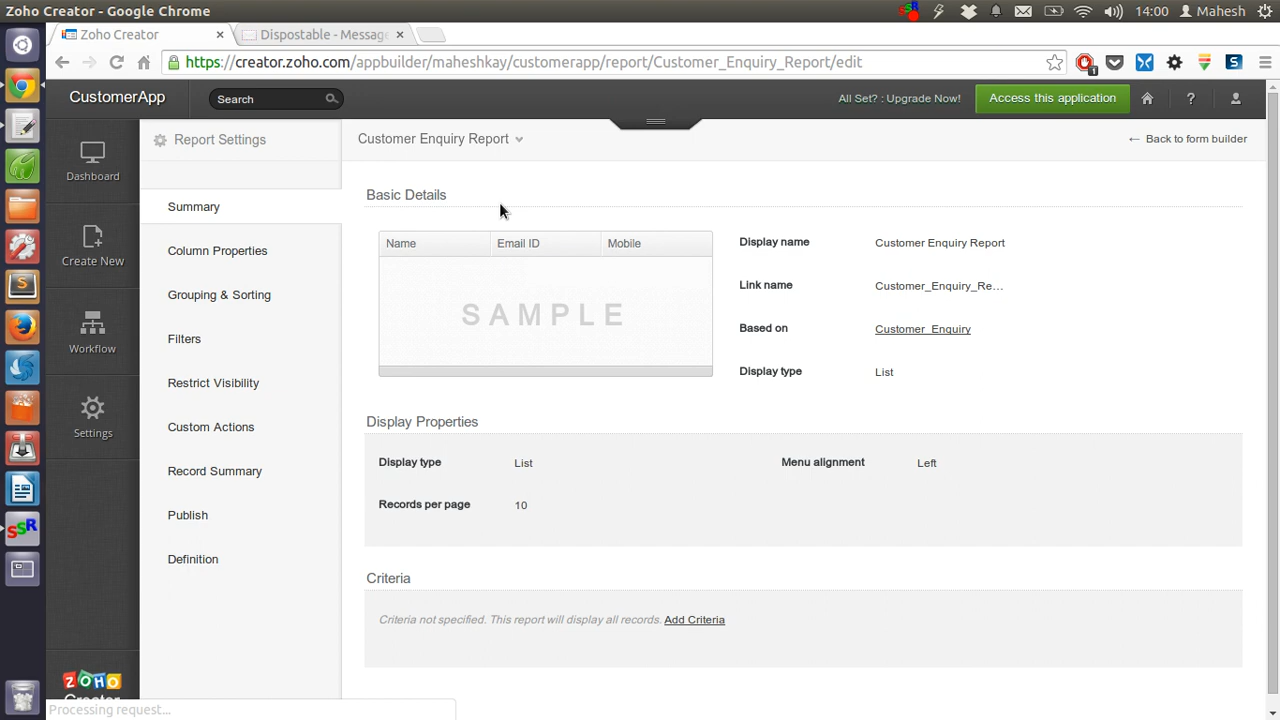 Zoho Creator - Google Chrome
14:00 Mahesh
Zoho Creator × Dispostable - Message ×
https://creator.zoho.com/appbuilder/maheshkay/customerapp/report/Customer_Enquiry_Report/edit
1
CustomerApp
Search
All Set? : Upgrade Now!
Access this application
?
Dashboard
Create New
Workflow
Settings
ZOHO
Creator
Report Settings
Summary
Column Properties
Grouping & Sorting
Filters
Restrict Visibility
Custom Actions
Record Summary
Publish
Definition
Customer Enquiry Report
← Back to form builder
Basic Details
Name Email ID Mobile
SAMPLE
Display name Customer Enquiry Report
Link name Customer_Enquiry_Re...
Based on Customer_Enquiry
Display type List
Display Properties
Display type List Menu alignment Left
Records per page 10
Criteria
Criteria not specified. This report will display all records. Add Criteria
Processing request...
S
SSR